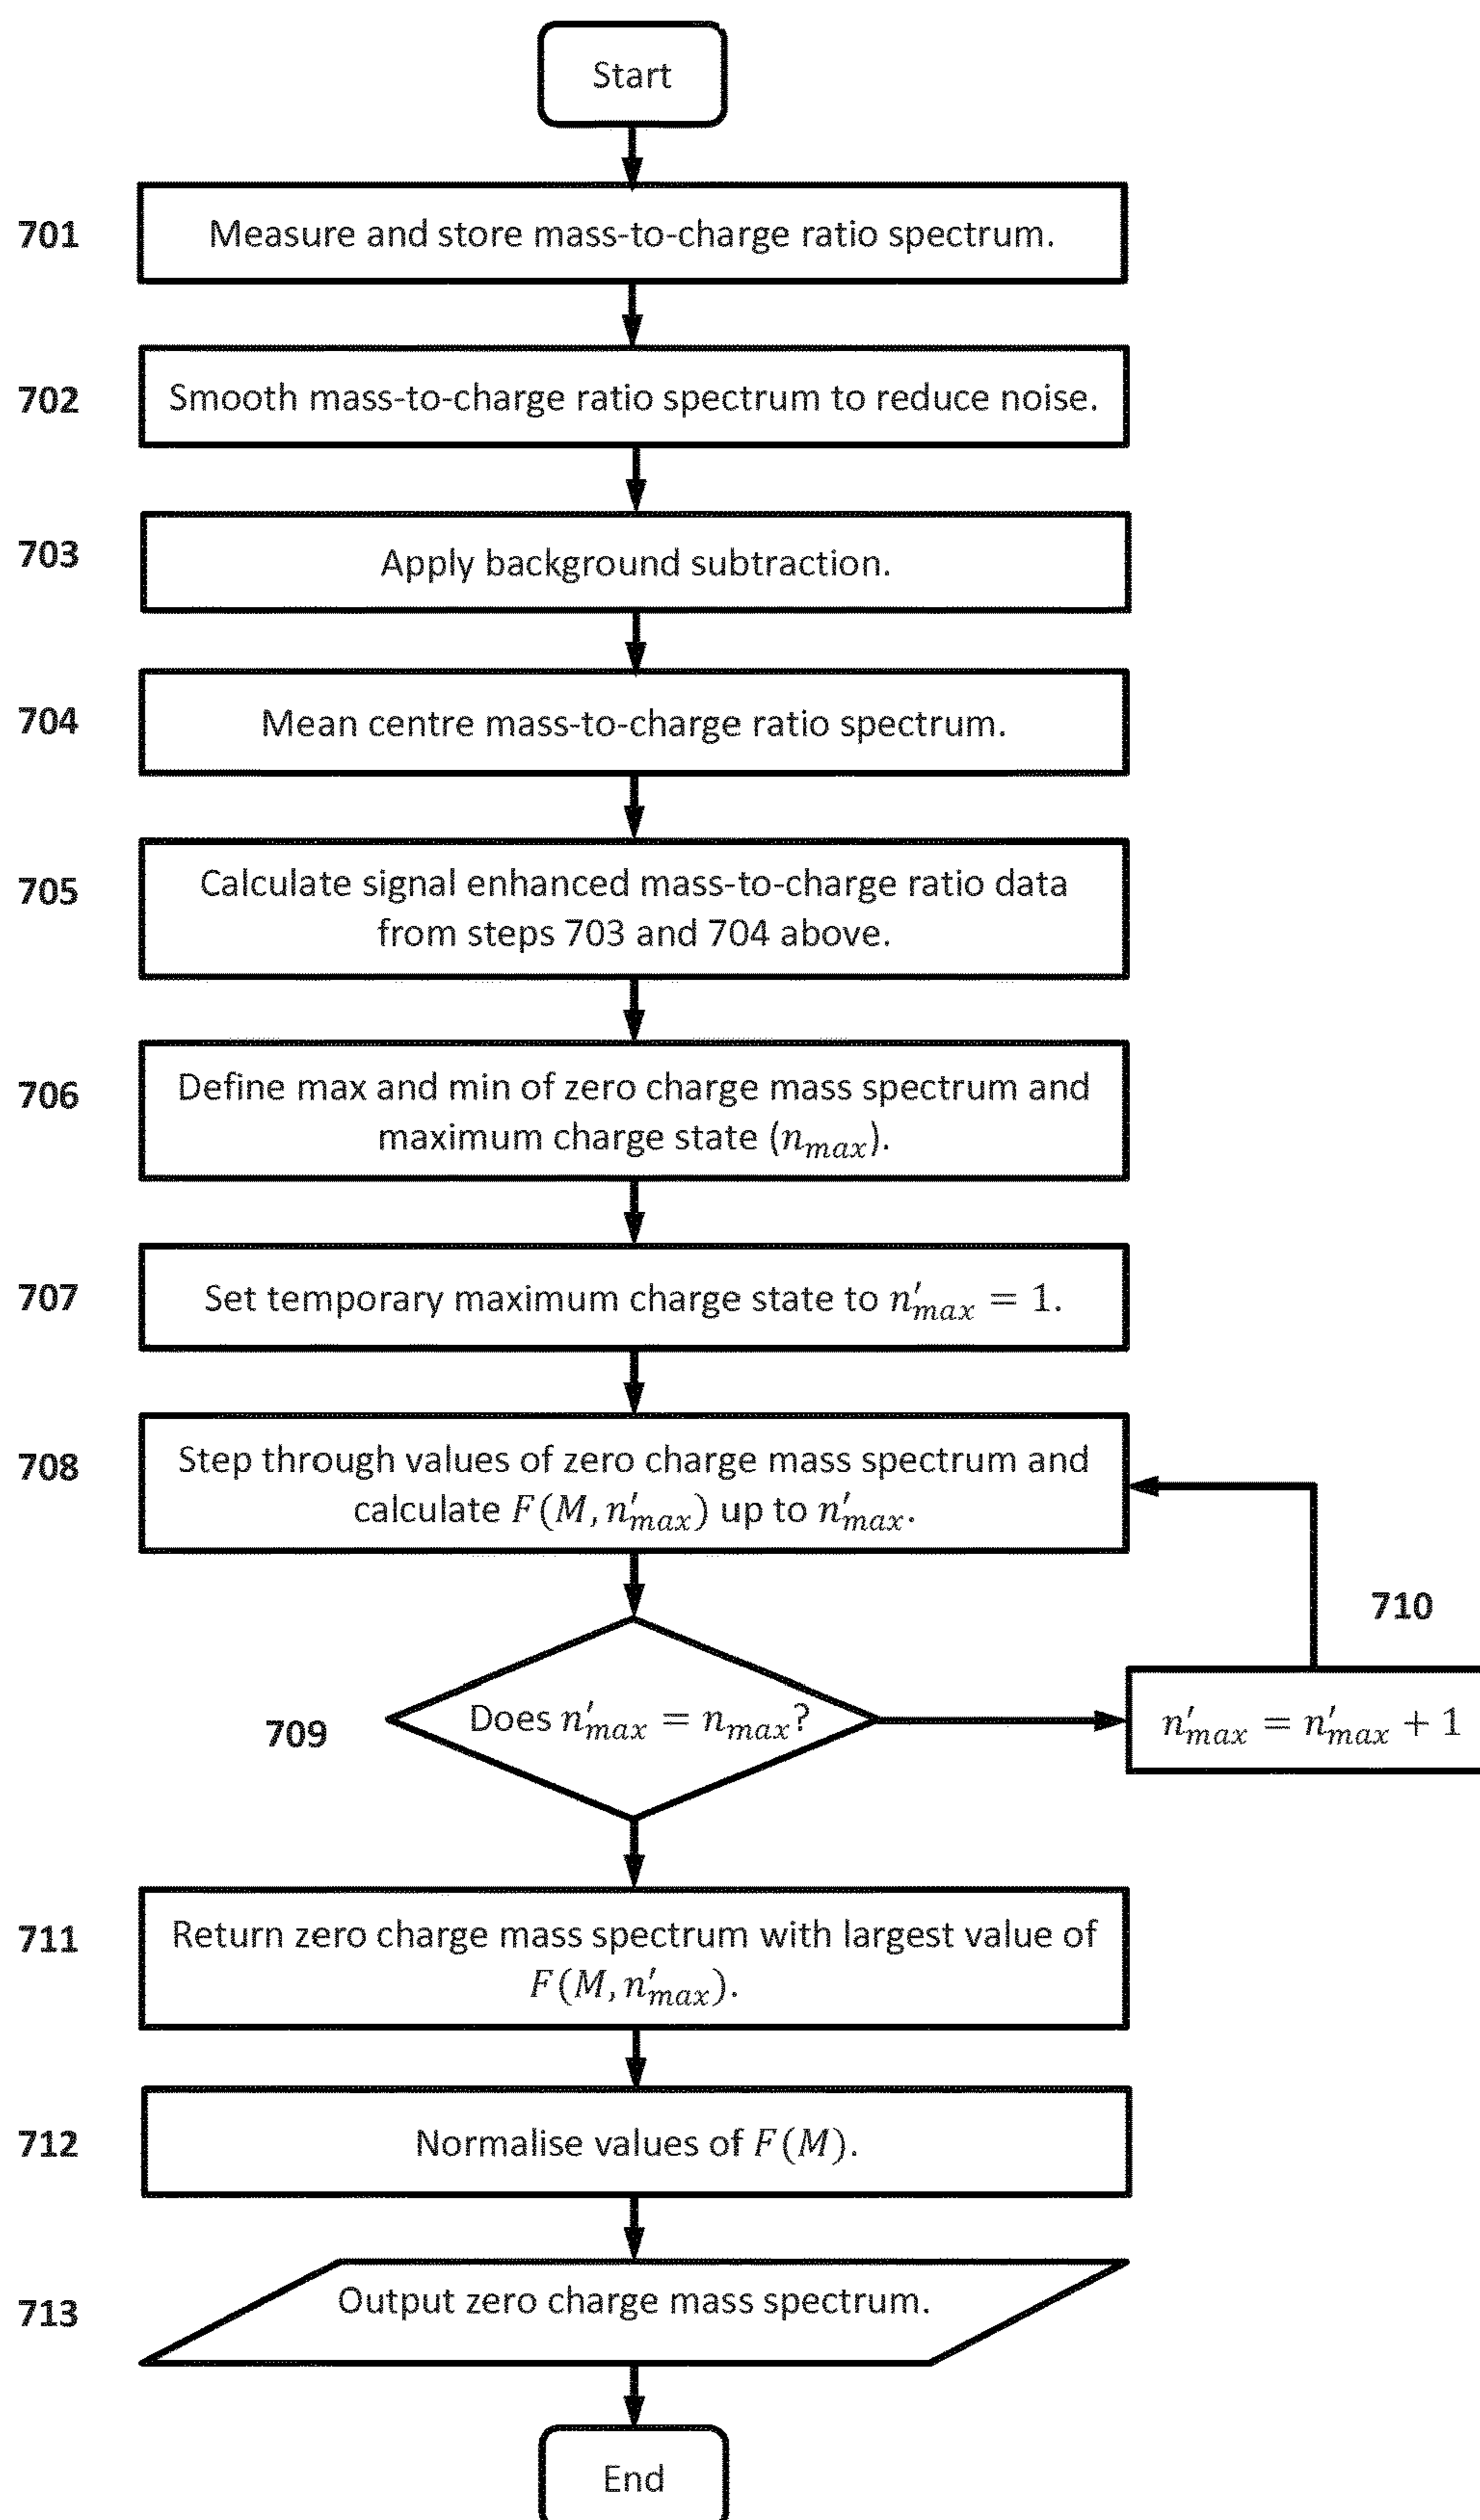 Start
701
Measure and store mass-to-charge ratio spectrum.
702
Smooth mass-to-charge ratio spectrum to reduce noise.
703
Apply background subtraction.
704
Mean centre mass-to-charge ratio spectrum.
705
Calculate signal enhanced mass-to-charge ratio data
from steps 703 and 704 above.
706
Define max and min of zero charge mass spectrum and
maximum charge state (n_max).
707
Set temporary maximum charge state to n'_max = 1.
708
Step through values of zero charge mass spectrum and
calculate F(M, n'_max) up to n'_max.
709
Does n'_max = n_max?
710
n'_max = n'_max + 1
711
Return zero charge mass spectrum with largest value of
F(M, n'_max).
712
Normalise values of F(M).
713
Output zero charge mass spectrum.
End